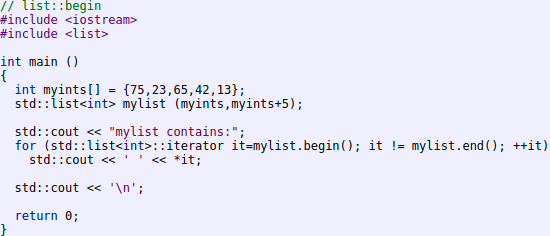 // list::begin
#include <iostream>
#include <list>

int main ()
{
  int myints[] = {75,23,65,42,13};
  std::list<int> mylist (myints,myints+5);

  std::cout << "mylist contains:";
  for (std::list<int>::iterator it=mylist.begin(); it != mylist.end(); ++it)
    std::cout << ' ' << *it;

  std::cout << '\n';

  return 0;
}